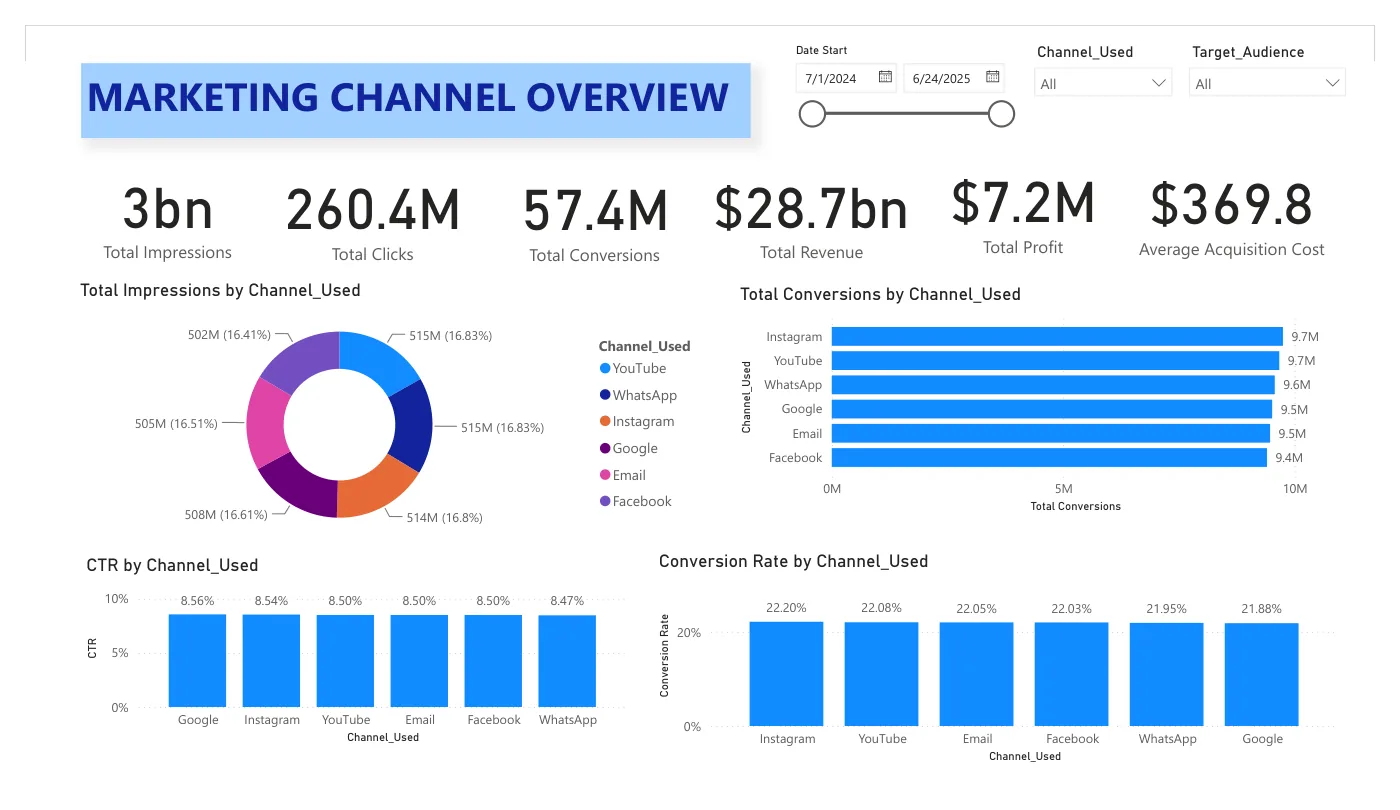 MARKETING CHANNEL OVERVIEW
Date Start
7/1/2024
6/24/2025
Channel_Used
All
Target_Audience
All
3bn
Total Impressions
260.4M
Total Clicks
57.4M
Total Conversions
$28.7bn
Total Revenue
$7.2M
Total Profit
$369.8
Average Acquisition Cost
Total Impressions by Channel_Used
502M (16.41%)
515M (16.83%)
505M (16.51%)
515M (16.83%)
508M (16.61%)
514M (16.8%)
Channel_Used
YouTube
WhatsApp
Instagram
Google
Email
Facebook
Total Conversions by Channel_Used
Channel_Used
Instagram 9.7M
YouTube 9.7M
WhatsApp 9.6M
Google 9.5M
Email 9.5M
Facebook 9.4M
0M 5M 10M
Total Conversions
CTR by Channel_Used
CTR
10%
5%
0%
8.56% 8.54% 8.50% 8.50% 8.50% 8.47%
Google Instagram YouTube Email Facebook WhatsApp
Channel_Used
Conversion Rate by Channel_Used
Conversion Rate
20%
0%
22.20% 22.08% 22.05% 22.03% 21.95% 21.88%
Instagram YouTube Email Facebook WhatsApp Google
Channel_Used